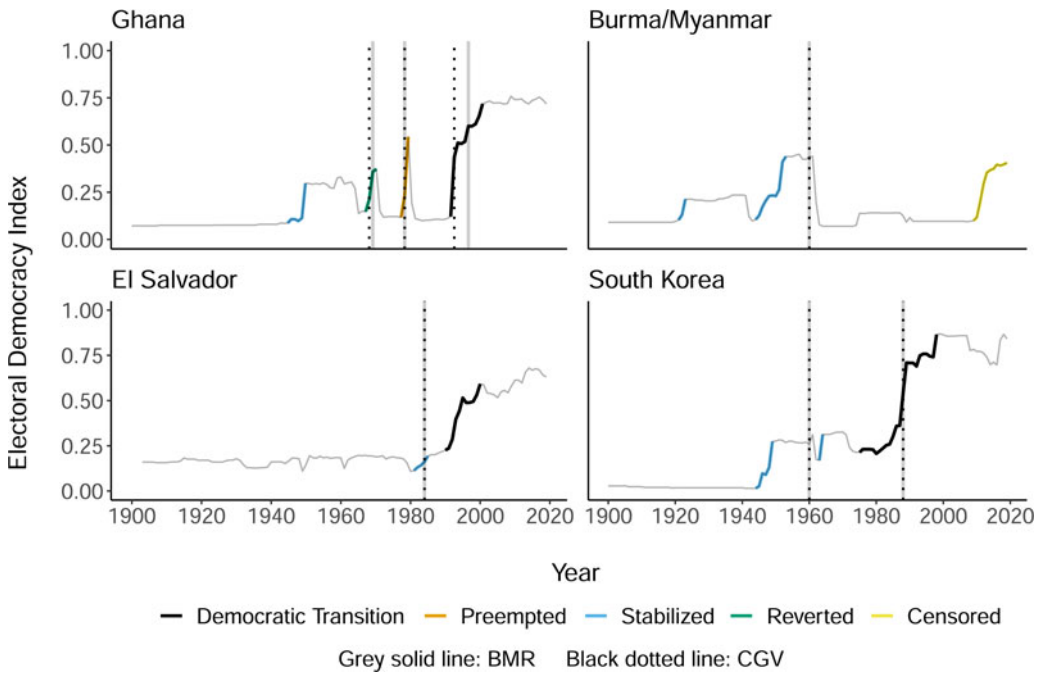 Ghana
Burma/Myanmar
1.00
0.75
0.50
0.25
0.00
El Salvador
South Korea
1.00
0.75
0.50
0.25
0.00
Electoral Democracy Index
1900 1920 1940 1960 1980 2000 2020
1900 1920 1940 1960 1980 2000 2020
Year
Democratic Transition Preempted Stabilized Reverted Censored
Grey solid line: BMR Black dotted line: CGV